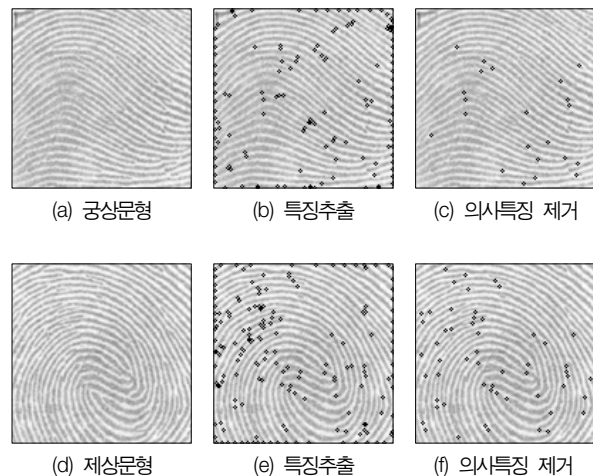 (a) 궁상문형 (b) 특징추출 (c) 의사특징 제거
(d) 제상문형 (e) 특징추출 (f) 의사특징 제거